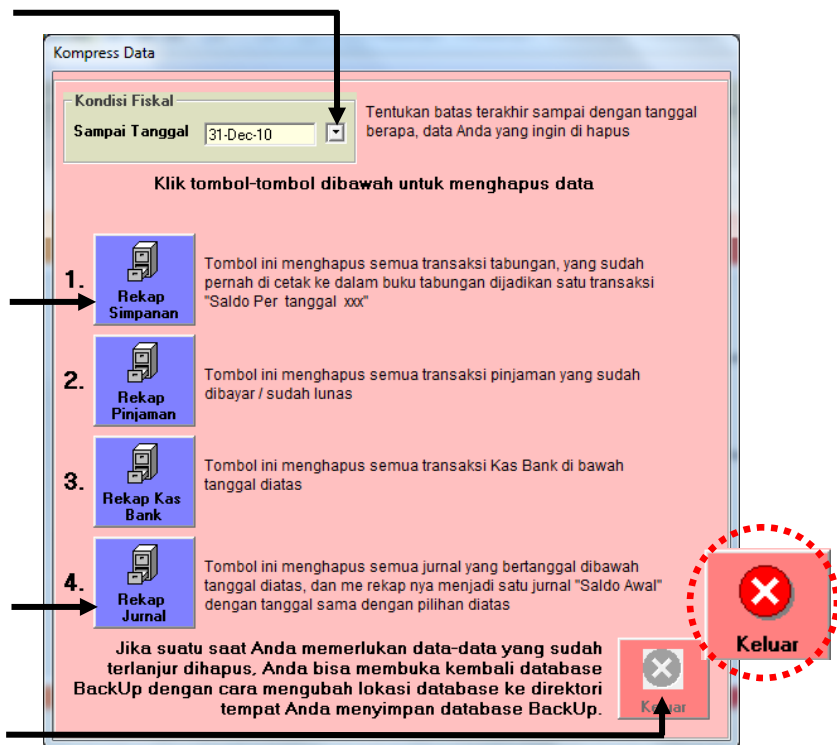 Kompress Data
Kondisi Fiskal
Sampai Tanggal 31-Dec-10
Tentukan batas terakhir sampai dengan tanggal
berapa, data Anda yang ingin di hapus
Klik tombol-tombol dibawah untuk menghapus data
1.
Rekap
Simpanan
Tombol ini menghapus semua transaksi tabungan, yang sudah
pernah di cetak ke dalam buku tabungan dijadikan satu transaksi
"Saldo Per tanggal xxx"
2.
Rekap
Pinjaman
Tombol ini menghapus semua transaksi pinjaman yang sudah
dibayar / sudah lunas
3.
Rekap Kas
Bank
Tombol ini menghapus semua transaksi Kas Bank di bawah
tanggal diatas
4.
Rekap
Jurnal
Tombol ini menghapus semua jurnal yang bertanggal dibawah
tanggal diatas, dan me rekap nya menjadi satu jurnal "Saldo Awal"
dengan tanggal sama dengan pilihan diatas
Keluar
Jika suatu saat Anda memerlukan data-data yang sudah
terlanjur dihapus, Anda bisa membuka kembali database
BackUp dengan cara mengubah lokasi database ke direktori
tempat Anda menyimpan database BackUp.
Keluar